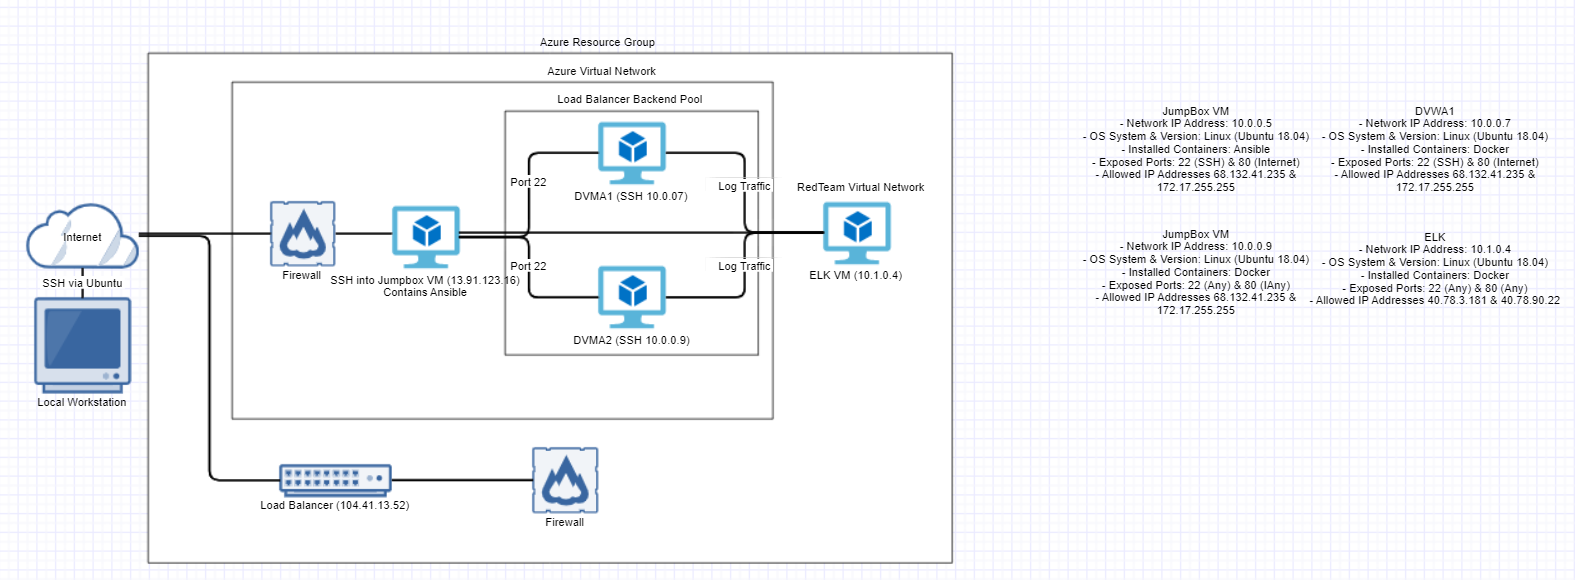 Azure Resource Group
Azure Virtual Network
Load Balancer Backend Pool
Port 22
DVMA1 (SSH 10.0.07)
Log Traffic
RedTeam Virtual Network
Internet
SSH via Ubuntu
Firewall
SSH into Jumpbox VM (13.91.123.16)
Contains Ansible
Port 22
Log Traffic
ELK VM (10.1.0.4)
DVMA2 (SSH 10.0.0.9)
Local Workstation
Load Balancer (104.41.13.52)
Firewall
JumpBox VM
- Network IP Address: 10.0.0.5
- OS System & Version: Linux (Ubuntu 18.04)
- Installed Containers: Ansible
- Exposed Ports: 22 (SSH) & 80 (Internet)
- Allowed IP Addresses 68.132.41.235 &
172.17.255.255
DVWA1
- Network IP Address: 10.0.0.7
- OS System & Version: Linux (Ubuntu 18.04)
- Installed Containers: Docker
- Exposed Ports: 22 (SSH) & 80 (Internet)
- Allowed IP Addresses 68.132.41.235 &
172.17.255.255
JumpBox VM
- Network IP Address: 10.0.0.9
- OS System & Version: Linux (Ubuntu 18.04)
- Installed Containers: Docker
- Exposed Ports: 22 (Any) & 80 (IAny)
- Allowed IP Addresses 68.132.41.235 &
172.17.255.255
ELK
- Network IP Address: 10.1.0.4
- OS System & Version: Linux (Ubuntu 18.04)
- Installed Containers: Docker
- Exposed Ports: 22 (Any) & 80 (Any)
- Allowed IP Addresses 40.78.3.181 & 40.78.90.22